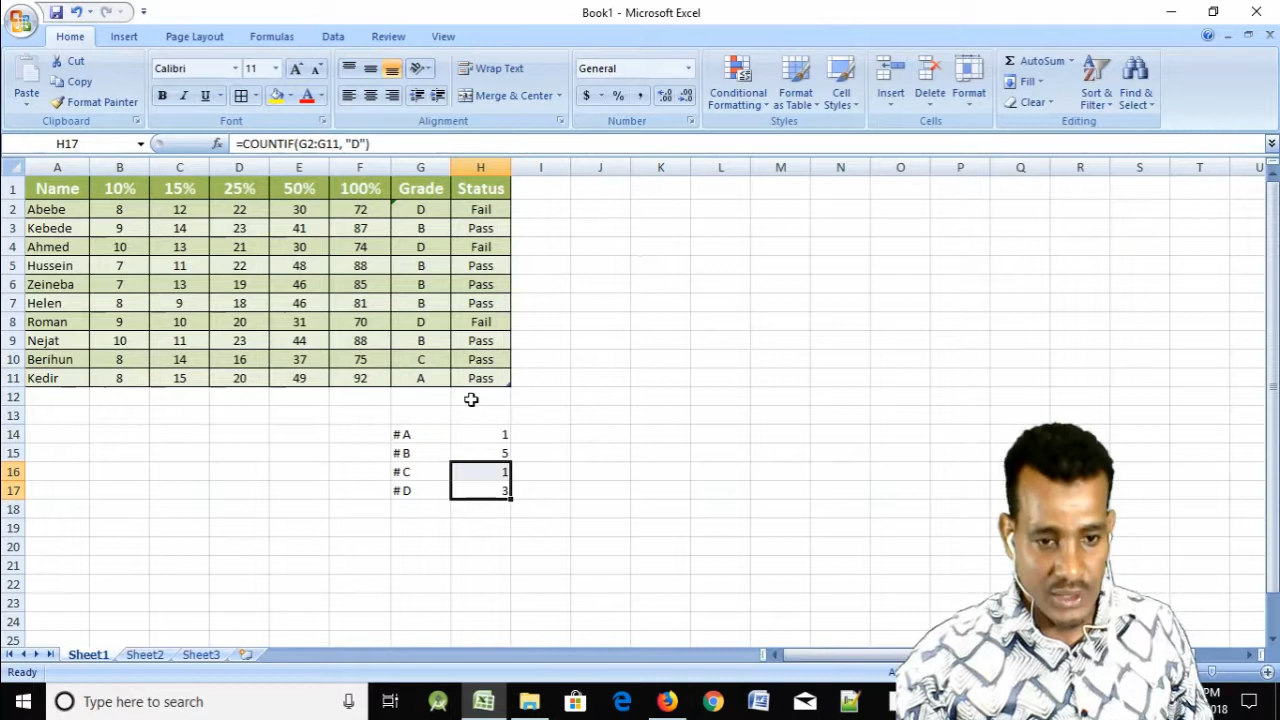 Book1 - Microsoft Excel
Home Insert Page Layout Formulas Data Review View
Paste
Cut
Copy
Format Painter
Clipboard
Calibri 11
B I U
Font
Wrap Text
Merge & Center
Alignment
General
$ % ,
Number
Conditional Formatting
Format as Table
Cell Styles
Styles
Insert Delete Format
Cells
Σ AutoSum
Fill
Clear
Sort & Filter
Find & Select
Editing
H17 fx =COUNTIF(G2:G11, "D")
A B C D E F G H I J K L M N O P Q R S T U
1 Name 10% 15% 25% 50% 100% Grade Status
2 Abebe 8 12 22 30 72 D Fail
3 Kebede 9 14 23 41 87 B Pass
4 Ahmed 10 13 21 30 74 D Fail
5 Hussein 7 11 22 48 88 B Pass
6 Zeineba 7 13 19 46 85 B Pass
7 Helen 8 9 18 46 81 B Pass
8 Roman 9 10 20 31 70 D Fail
9 Nejat 10 11 23 44 88 B Pass
10 Berihun 8 14 16 37 75 C Pass
11 Kedir 8 15 20 49 92 A Pass
12
13
14 # A 1
15 # B 5
16 # C 1
17 # D 3
18
19
20
21
22
23
24
25
Sheet1 Sheet2 Sheet3
Ready
Type here to search
PM
2018